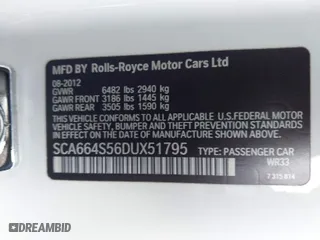 MFD BY Rolls-Royce Motor Cars Ltd
08-2012
GVWR 6482 lbs 2940 kg
GAWR FRONT 3186 lbs 1445 kg
GAWR REAR 3505 lbs 1590 kg
THIS VEHICLE CONFORMS TO ALL APPLICABLE U.S.FEDERAL MOTOR
VEHICLE SAFETY, BUMPER, AND THEFT PREVENTION STANDARDS
IN EFFECT ON THE DATE OF MANUFACTURE SHOWN ABOVE.
SCA664S56DUX51795 TYPE: PASSENGER CAR
WR33
© AUTOBIDMASTER